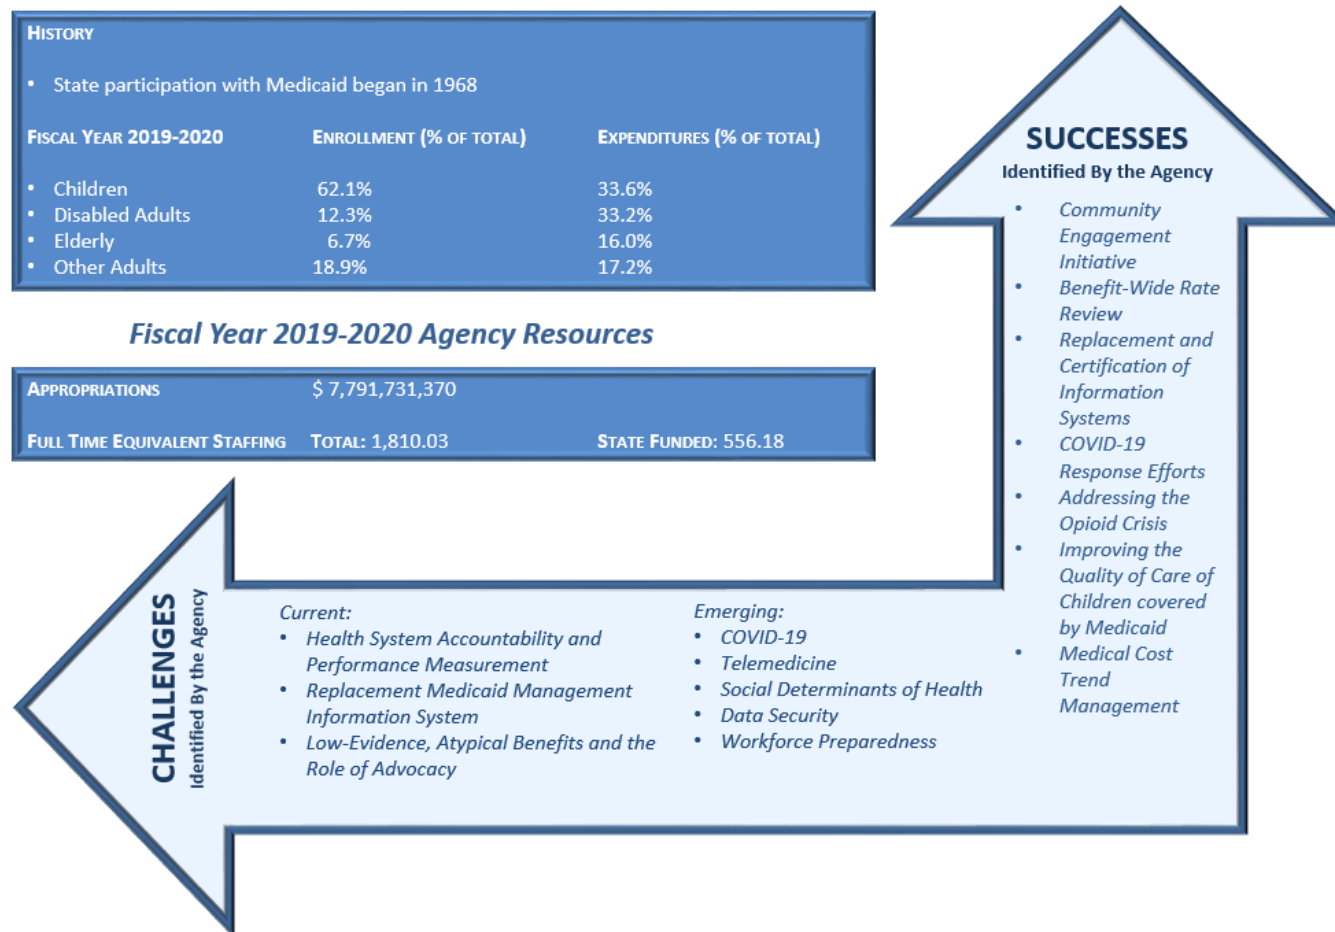 HISTORY
• State participation with Medicaid began in 1968
FISCAL YEAR 2019-2020 ENROLLMENT (% OF TOTAL) EXPENDITURES (% OF TOTAL)
• Children 62.1% 33.6%
• Disabled Adults 12.3% 33.2%
• Elderly 6.7% 16.0%
• Other Adults 18.9% 17.2%
Fiscal Year 2019-2020 Agency Resources
APPROPRIATIONS $ 7,791,731,370
FULL TIME EQUIVALENT STAFFING TOTAL: 1,810.03 STATE FUNDED: 556.18
SUCCESSES
Identified By the Agency
• Community
Engagement
Initiative
• Benefit-Wide Rate
Review
• Replacement and
Certification of
Information
Systems
• COVID-19
Response Efforts
• Addressing the
Opioid Crisis
• Improving the
Quality of Care of
Children covered
by Medicaid
• Medical Cost
Trend
Management
CHALLENGES
Identified By the Agency
Current:
• Health System Accountability and
Performance Measurement
• Replacement Medicaid Management
Information System
• Low-Evidence, Atypical Benefits and the
Role of Advocacy
Emerging:
• COVID-19
• Telemedicine
• Social Determinants of Health
• Data Security
• Workforce Preparedness